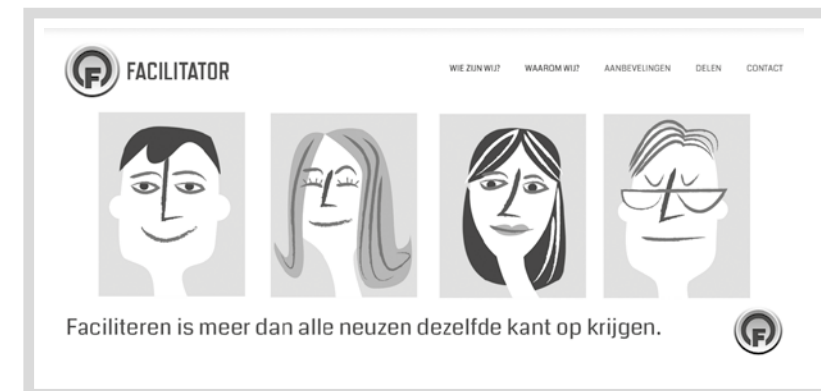 F FACILITATOR
WIE ZIJN WIJ? WAAROM WIJ? AANBEVELINGEN DELEN CONTACT
Faciliteren is meer dan alle neuzen dezelfde kant op krijgen.
F